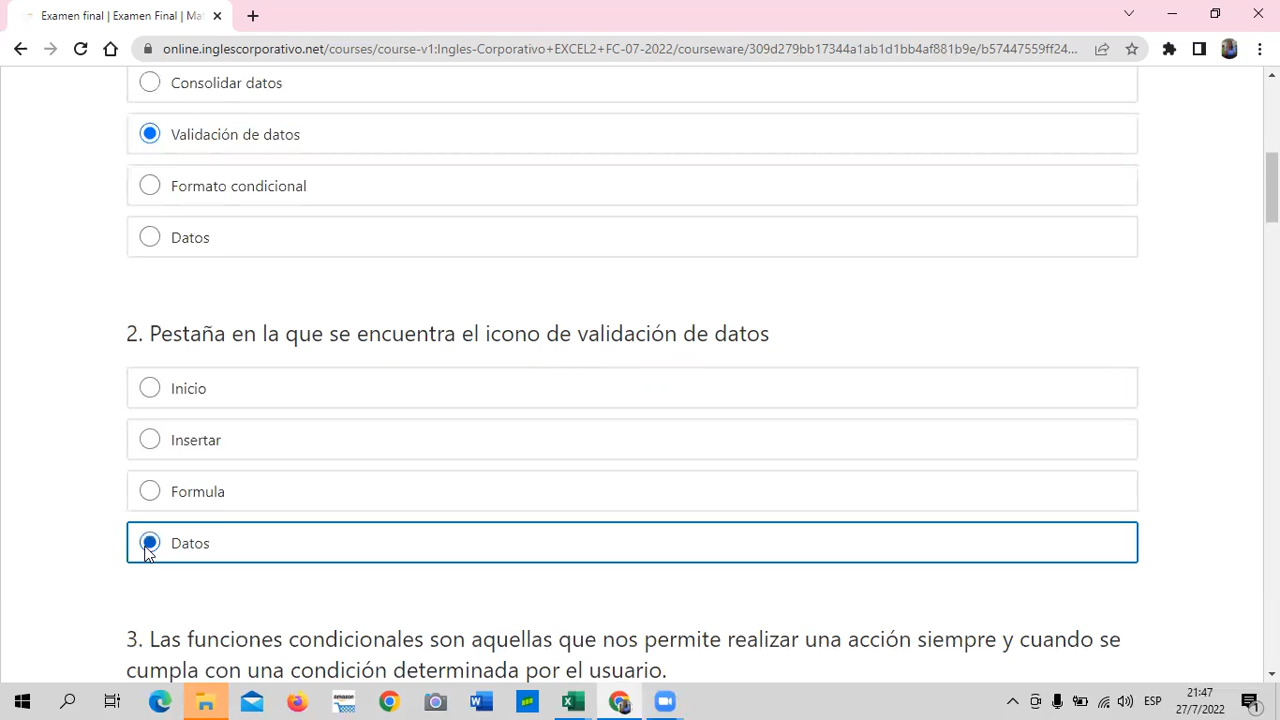 Examen final | Examen Final | Ma
online.inglescorporativo.net/courses/course-v1:Ingles-Corporativo+EXCEL2+FC-07-2022/courseware/309d279bb17344a1ab1d1bb4af881b9e/b57447559ff24...
Consolidar datos
Validación de datos
Formato condicional
Datos
2. Pestaña en la que se encuentra el icono de validación de datos
Inicio
Insertar
Formula
Datos
3. Las funciones condicionales son aquellas que nos permite realizar una acción siempre y cuando se
cumpla con una condición determinada por el usuario.
ESP
21:47
27/7/2022